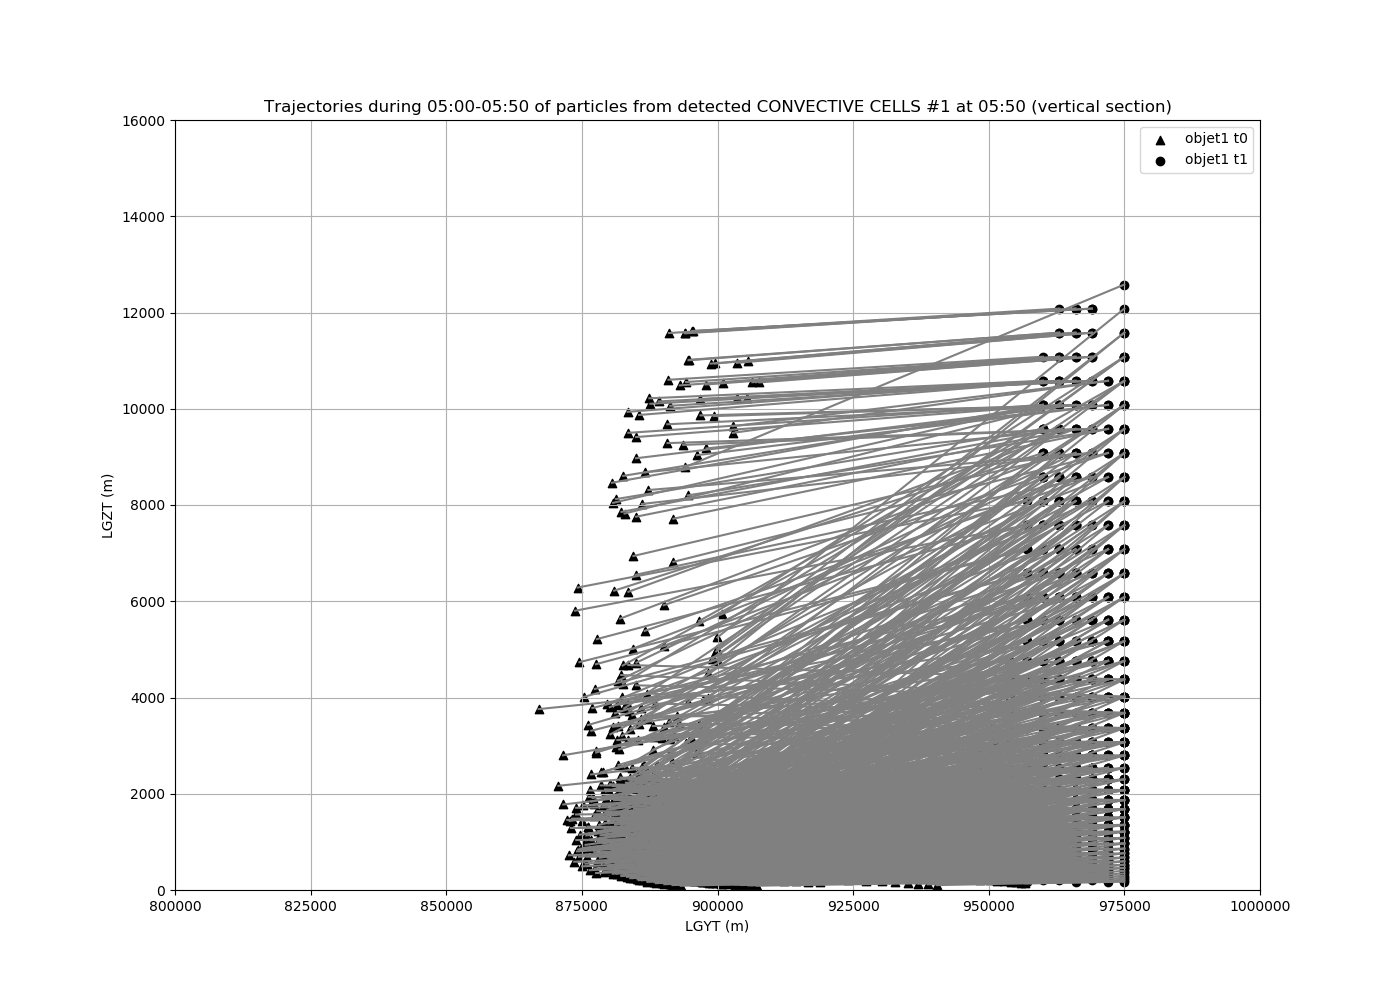 Trajectories during 05:00-05:50 of particles from detected CONVECTIVE CELLS #1 at 05:50 (vertical section)
objet1 t0
objet1 t1
16000
14000
12000
10000
8000
6000
4000
2000
0
LGZT (m)
800000 825000 850000 875000 900000 925000 950000 975000 1000000
LGYT (m)